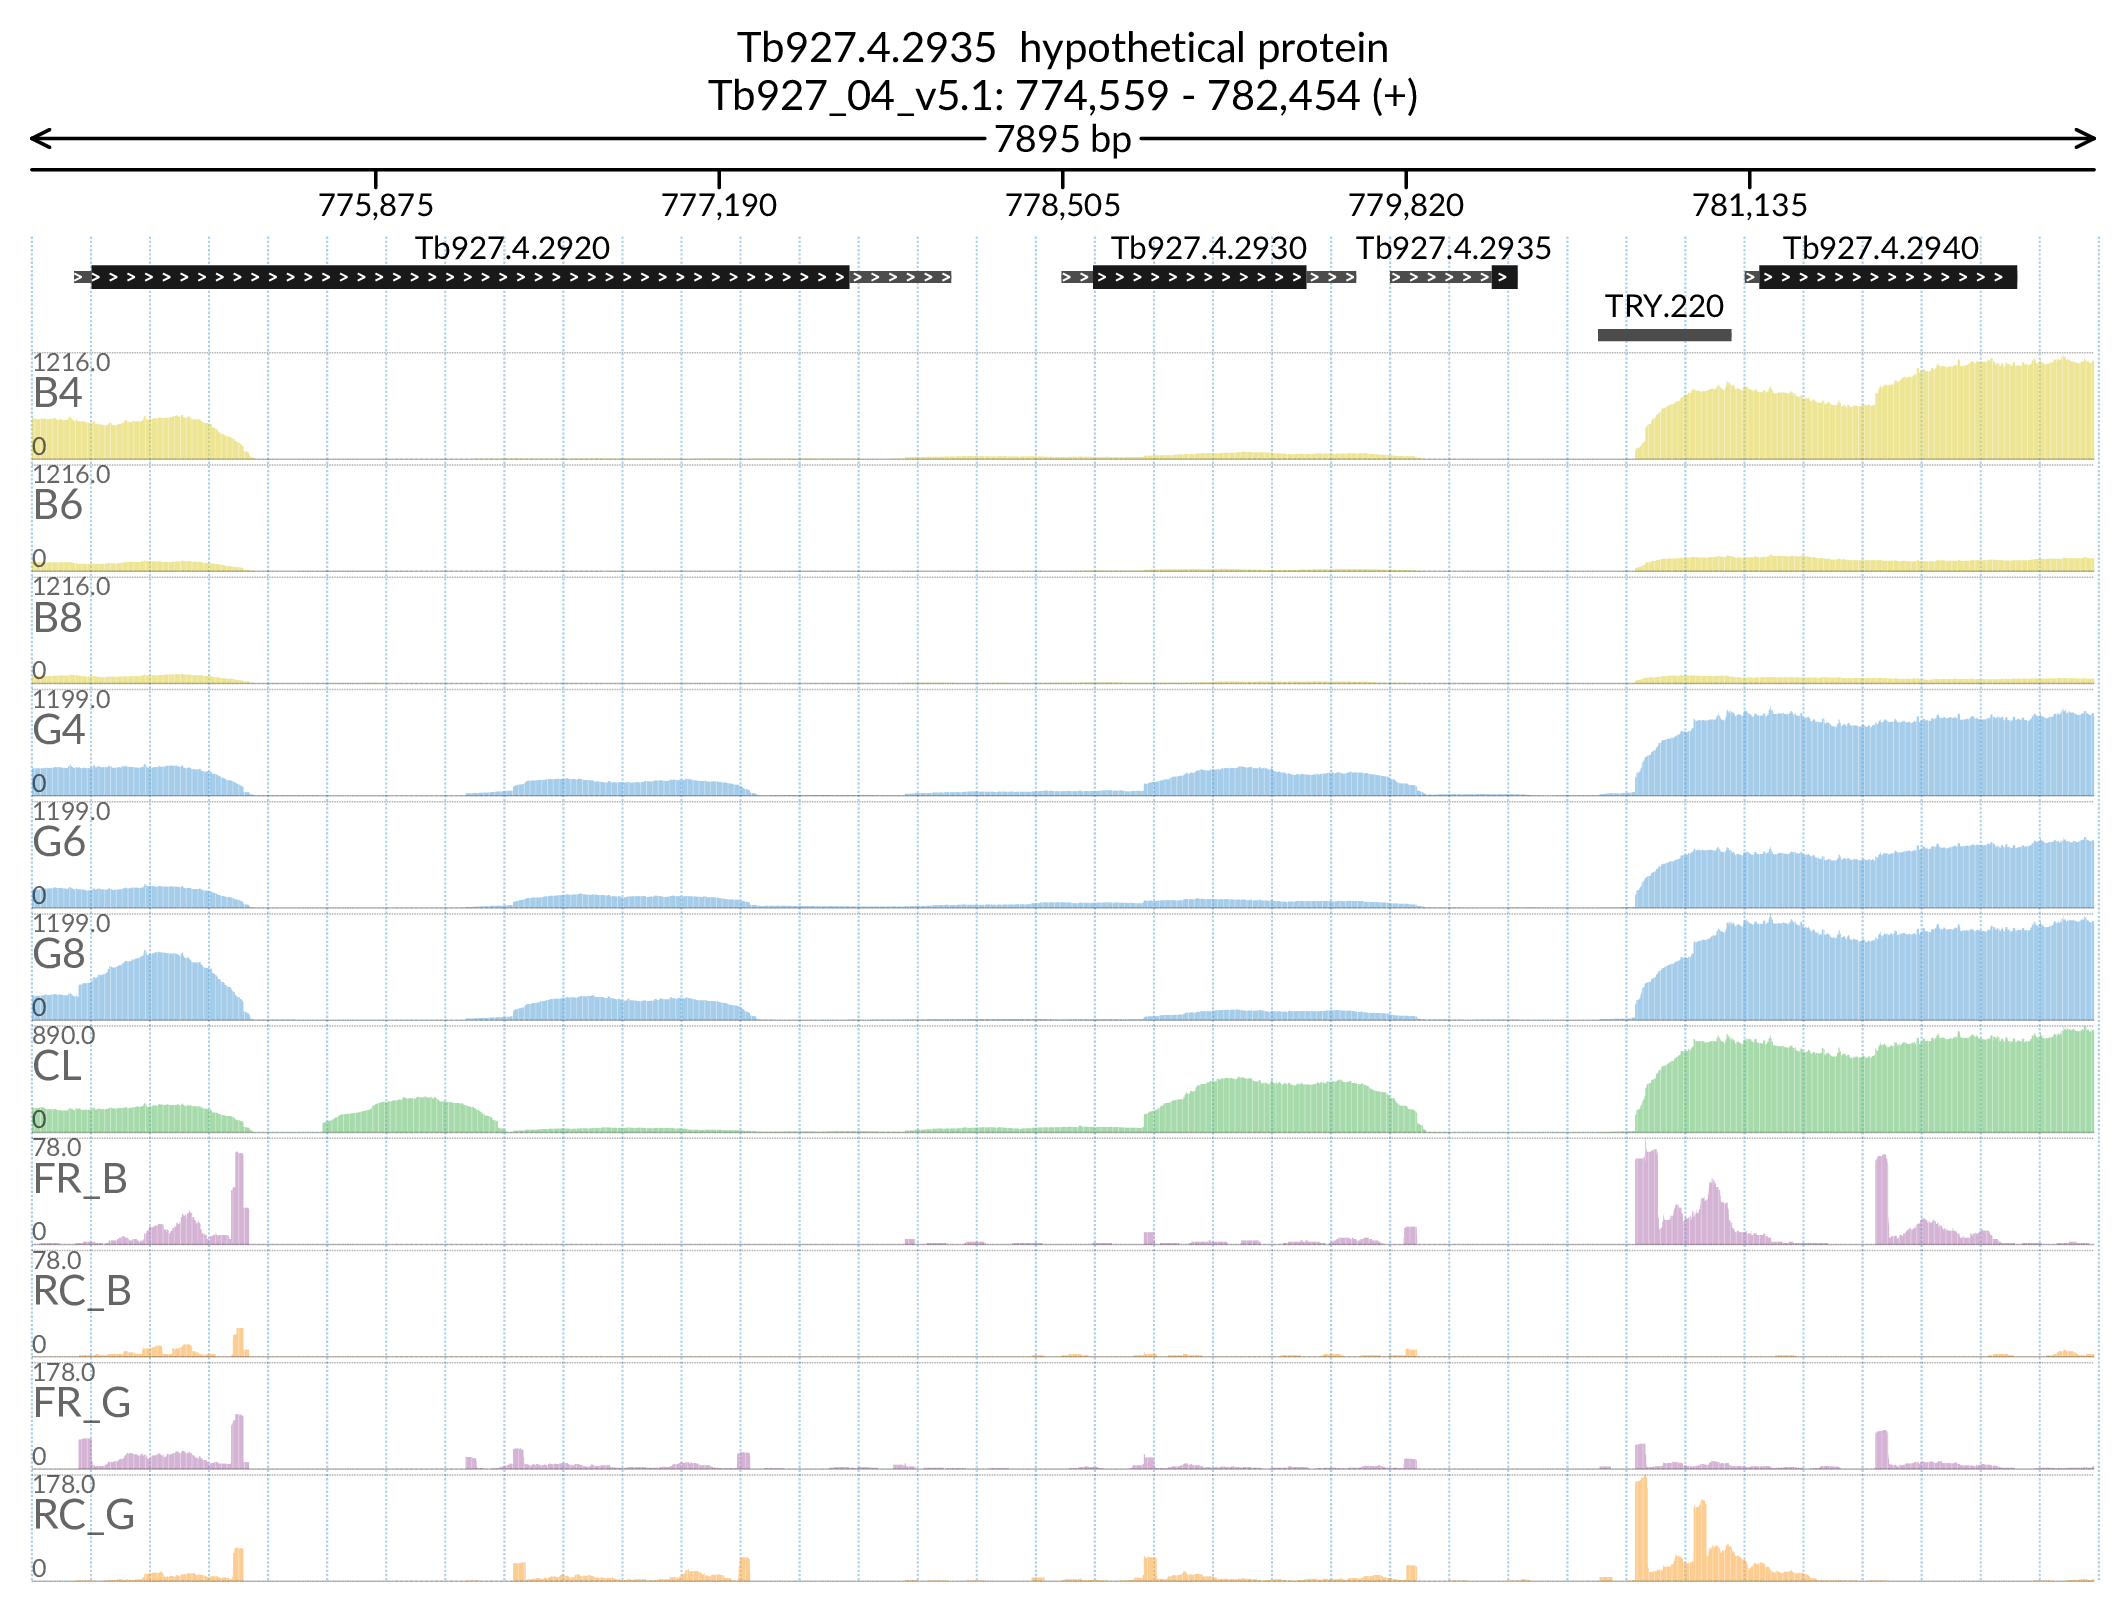 Tb927.4.2935 hypothetical protein
Tb927_04_v5.1: 774,559 - 782,454 (+)
7895 bp
775,875 777,190 778,505 779,820 781,135
Tb927.4.2920 Tb927.4.2930 Tb927.4.2935 Tb927.4.2940
TRY.220
1216.0
B4
0
1216.0
B6
0
1216.0
B8
0
1199.0
G4
0
1199.0
G6
0
1199.0
G8
0
890.0
CL
0
78.0
FR_B
0
78.0
RC_B
0
178.0
FR_G
0
178.0
RC_G
0